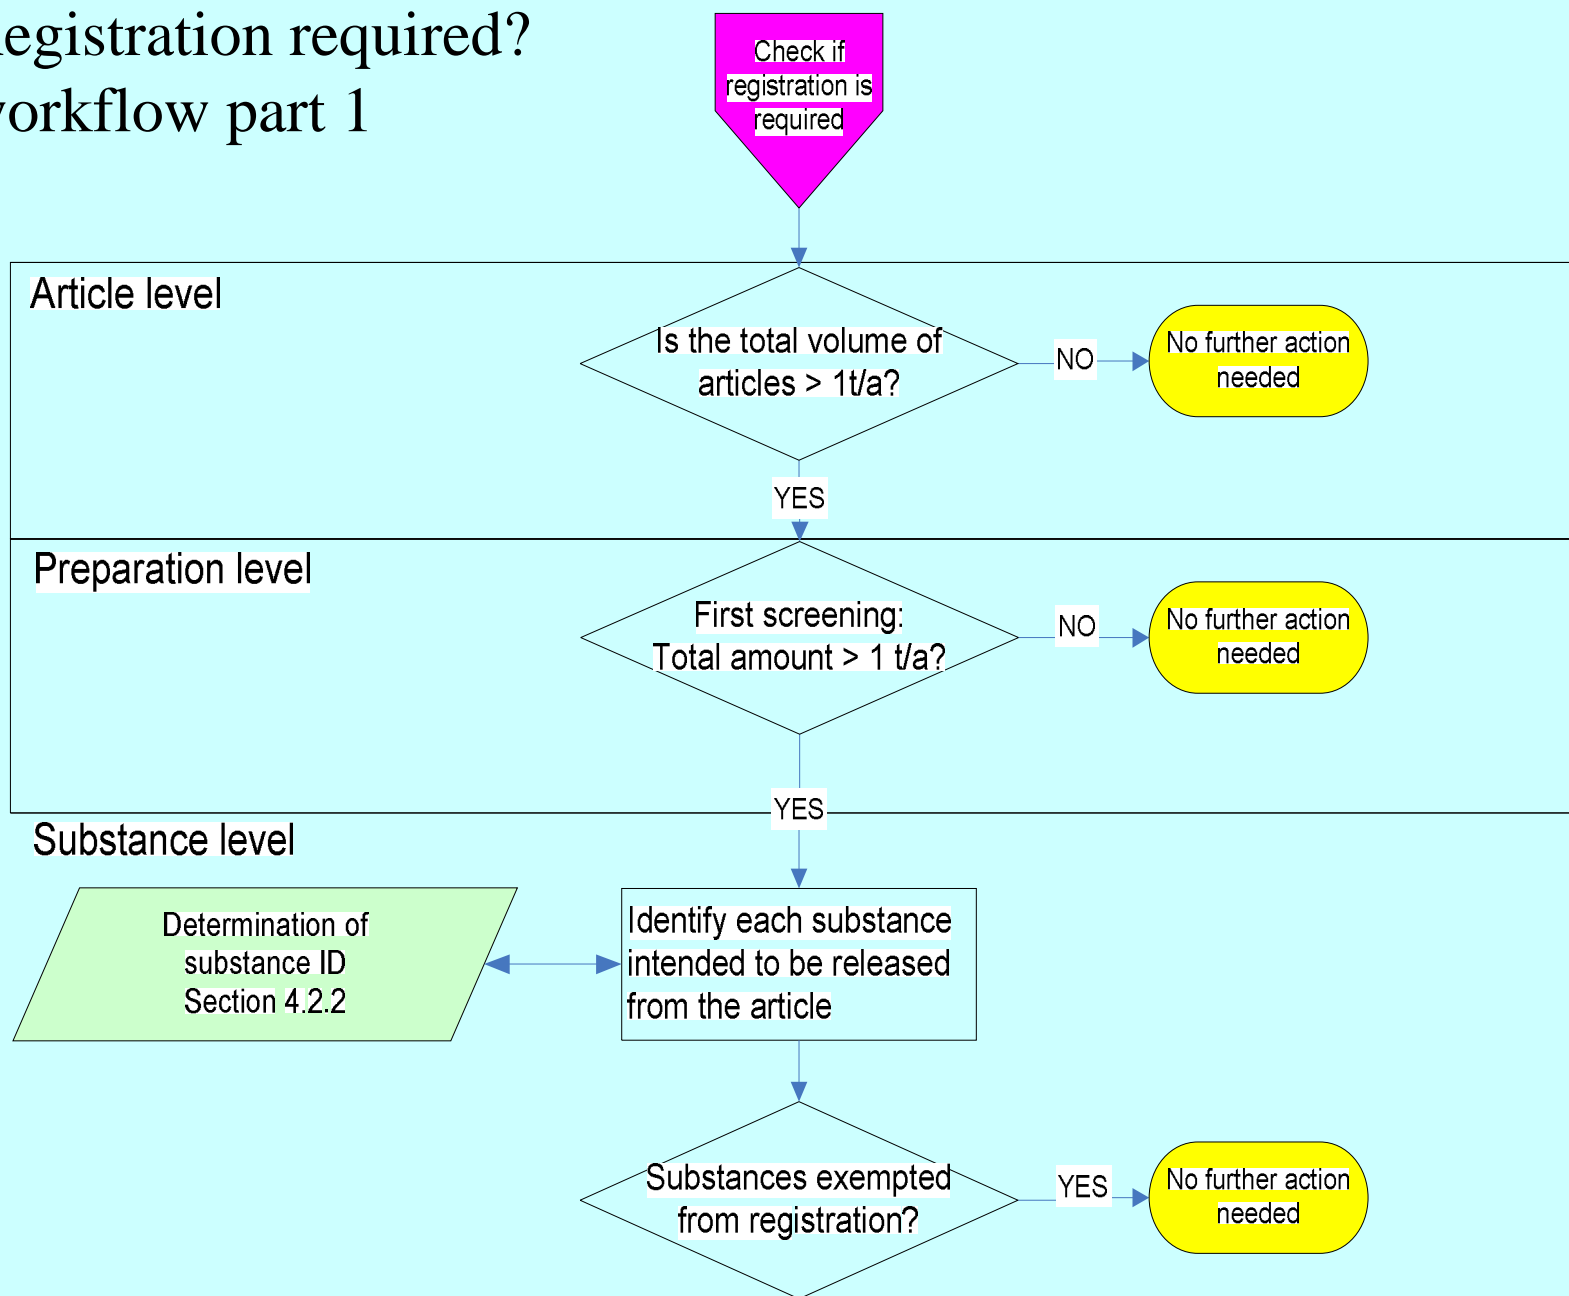 egistration required?
vorkflow part 1
Check if
registration is
required
Article level
Is the total volume of
articles > 1t/a?
NO
No further action
needed
YES
Preparation level
First screening:
Total amount > 1 t/a?
NO
No further action
needed
YES
Substance level
Determination of
substance ID
Section 4.2.2
Identify each substance
intended to be released
from the article
Substances exempted
from registration?
YES
No further action
needed